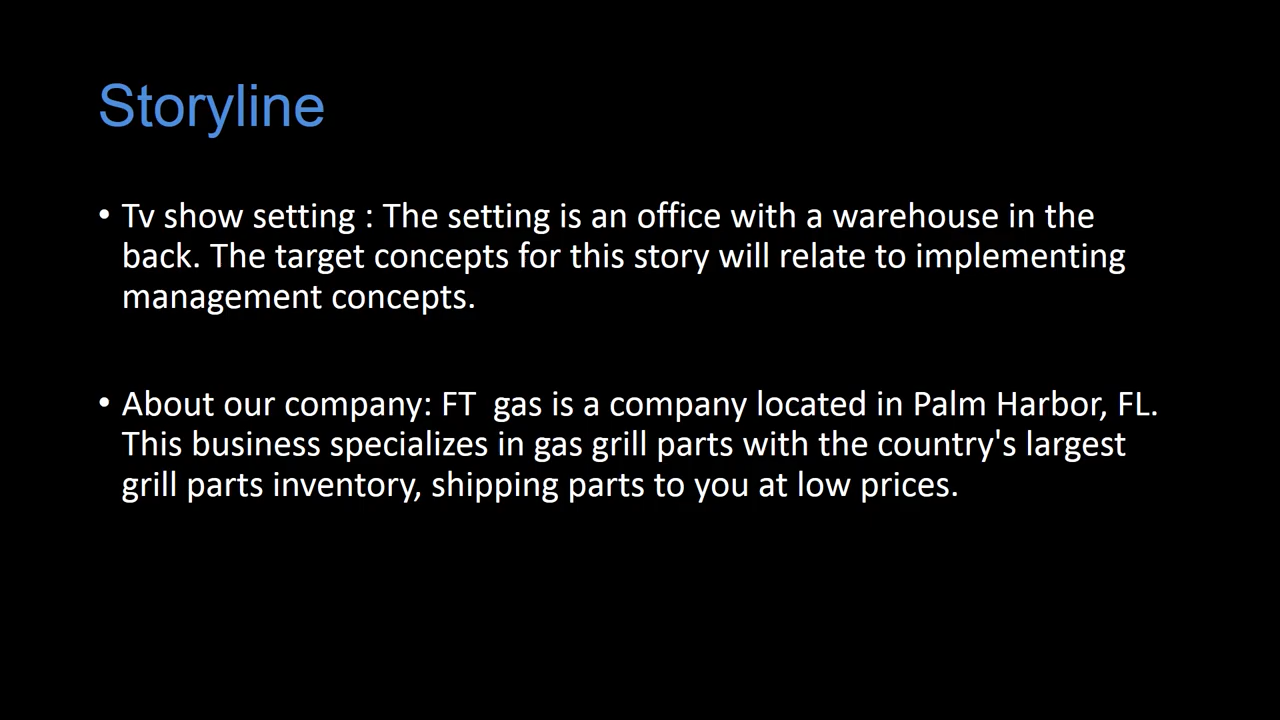 Storyline
• Tv show setting : The setting is an office with a warehouse in the
back. The target concepts for this story will relate to implementing
management concepts.
• About our company: FT  gas is a company located in Palm Harbor, FL.
This business specializes in gas grill parts with the country's largest
grill parts inventory, shipping parts to you at low prices.